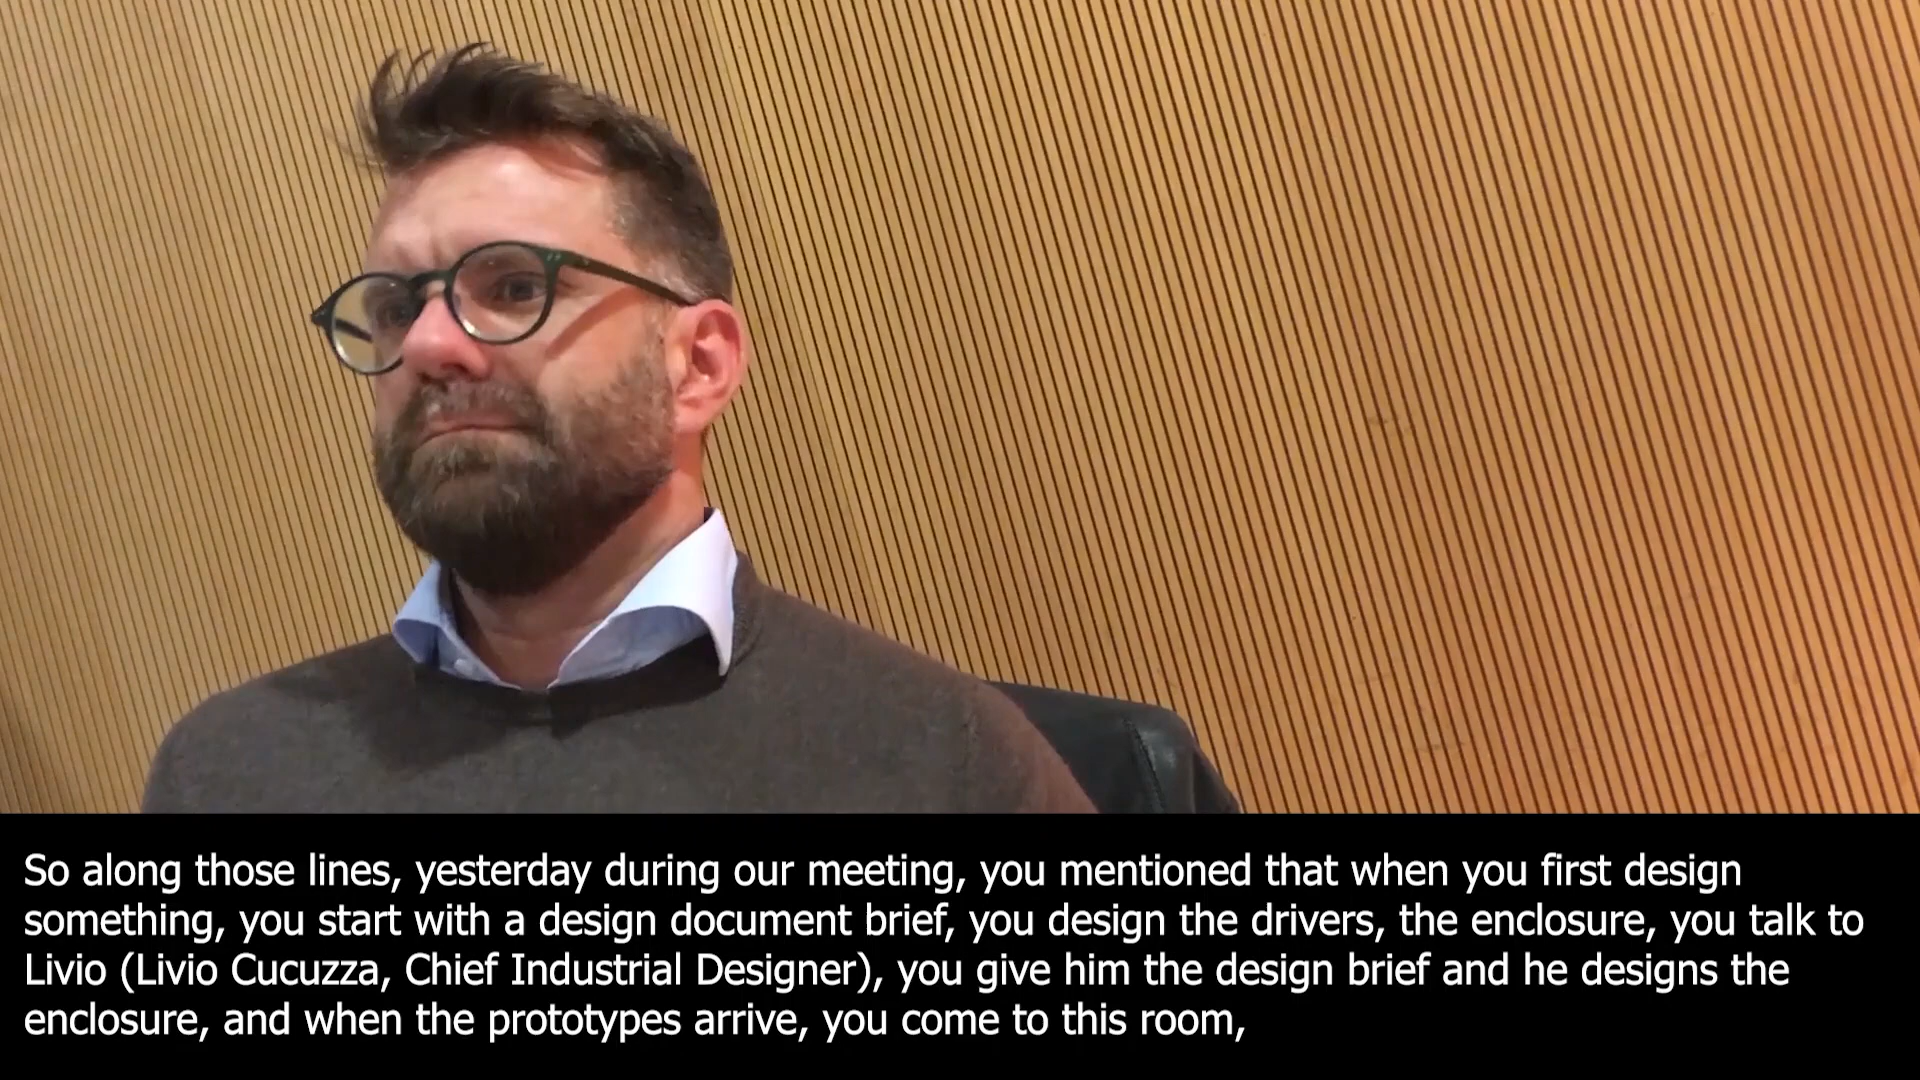 So along those lines, yesterday during our meeting, you mentioned that when you first design
something, you start with a design document brief, you design the drivers, the enclosure, you talk to
Livio (Livio Cucuzza, Chief Industrial Designer), you give him the design brief and he designs the
enclosure, and when the prototypes arrive, you come to this room,